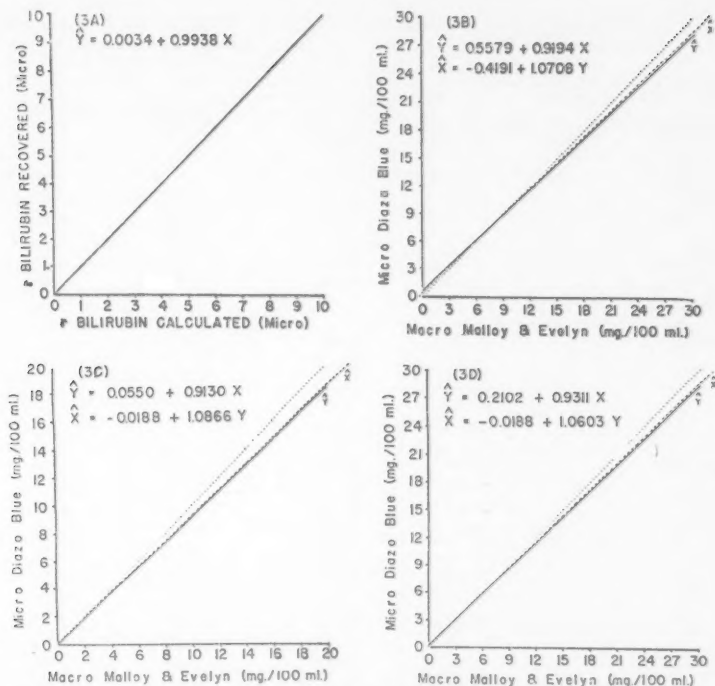 (3A)
Ŷ = 0.0034 + 0.9938 X
BILIRUBIN RECOVERED (Micro)
10
9
8
7
6
5
4
3
2
1
0
0 1 2 3 4 5 6 7 8 9 10
BILIRUBIN CALCULATED (Micro)
(3B)
Ŷ = 0.5579 + 0.9194 X
X̂ = -0.4191 + 1.0708 Y
Micro Diazo Blue (mg./100 ml.)
30
27
24
21
18
15
12
9
6
3
0
X̂
Ŷ
0 3 6 9 12 15 18 21 24 27 30
Macro Malloy & Evelyn (mg./100 ml.)
(3C)
Ŷ = 0.0550 + 0.9130 X
X̂ = -0.0188 + 1.0866 Y
Micro Diazo Blue (mg./100 ml.)
20
18
16
14
12
10
8
6
4
2
0
X̂
Ŷ
0 2 4 6 8 10 12 14 16 18 20
Macro Malloy & Evelyn (mg./100 ml.)
(3D)
Ŷ = 0.2102 + 0.9311 X
X̂ = -0.0188 + 1.0603 Y
Micro Diazo Blue (mg./100 ml.)
30
27
24
21
18
15
12
9
6
3
0
X̂
Ŷ
0 3 6 9 12 15 18 21 24 27 30
Macro Malloy & Evelyn (mg./100 ml.)